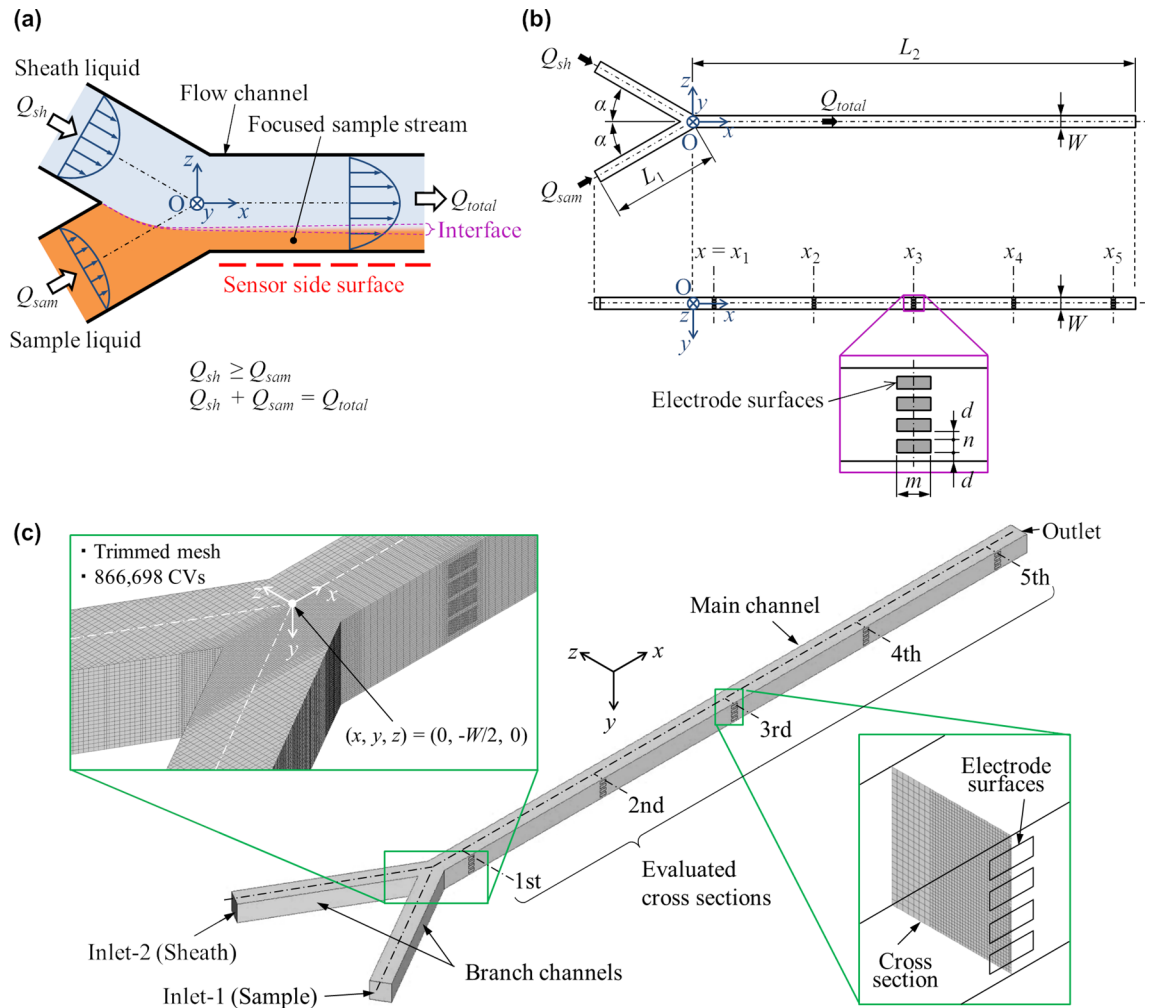 (a)
Sheath liquid
Q_sh
Flow channel
Focused sample stream
z
O
y
x
Q_total
Interface
Q_sam
Sensor side surface
Sample liquid
Q_sh ≥ Q_sam
Q_sh + Q_sam = Q_total
(b)
L_2
Q_sh
z
α
y
Q_total
α
O
x
W
L_1
Q_sam
x = x_1
x_2
x_3
x_4
x_5
O
z
x
W
y
Electrode surfaces
d
n
m
d
(c)
▪ Trimmed mesh
▪ 866,698 CVs
z
x
y
(x, y, z) = (0, -W/2, 0)
Outlet
5th
Main channel
4th
z
x
y
3rd
Electrode
surfaces
2nd
Evaluated
cross sections
1st
Inlet-2 (Sheath)
Branch channels
Cross
section
Inlet-1 (Sample)